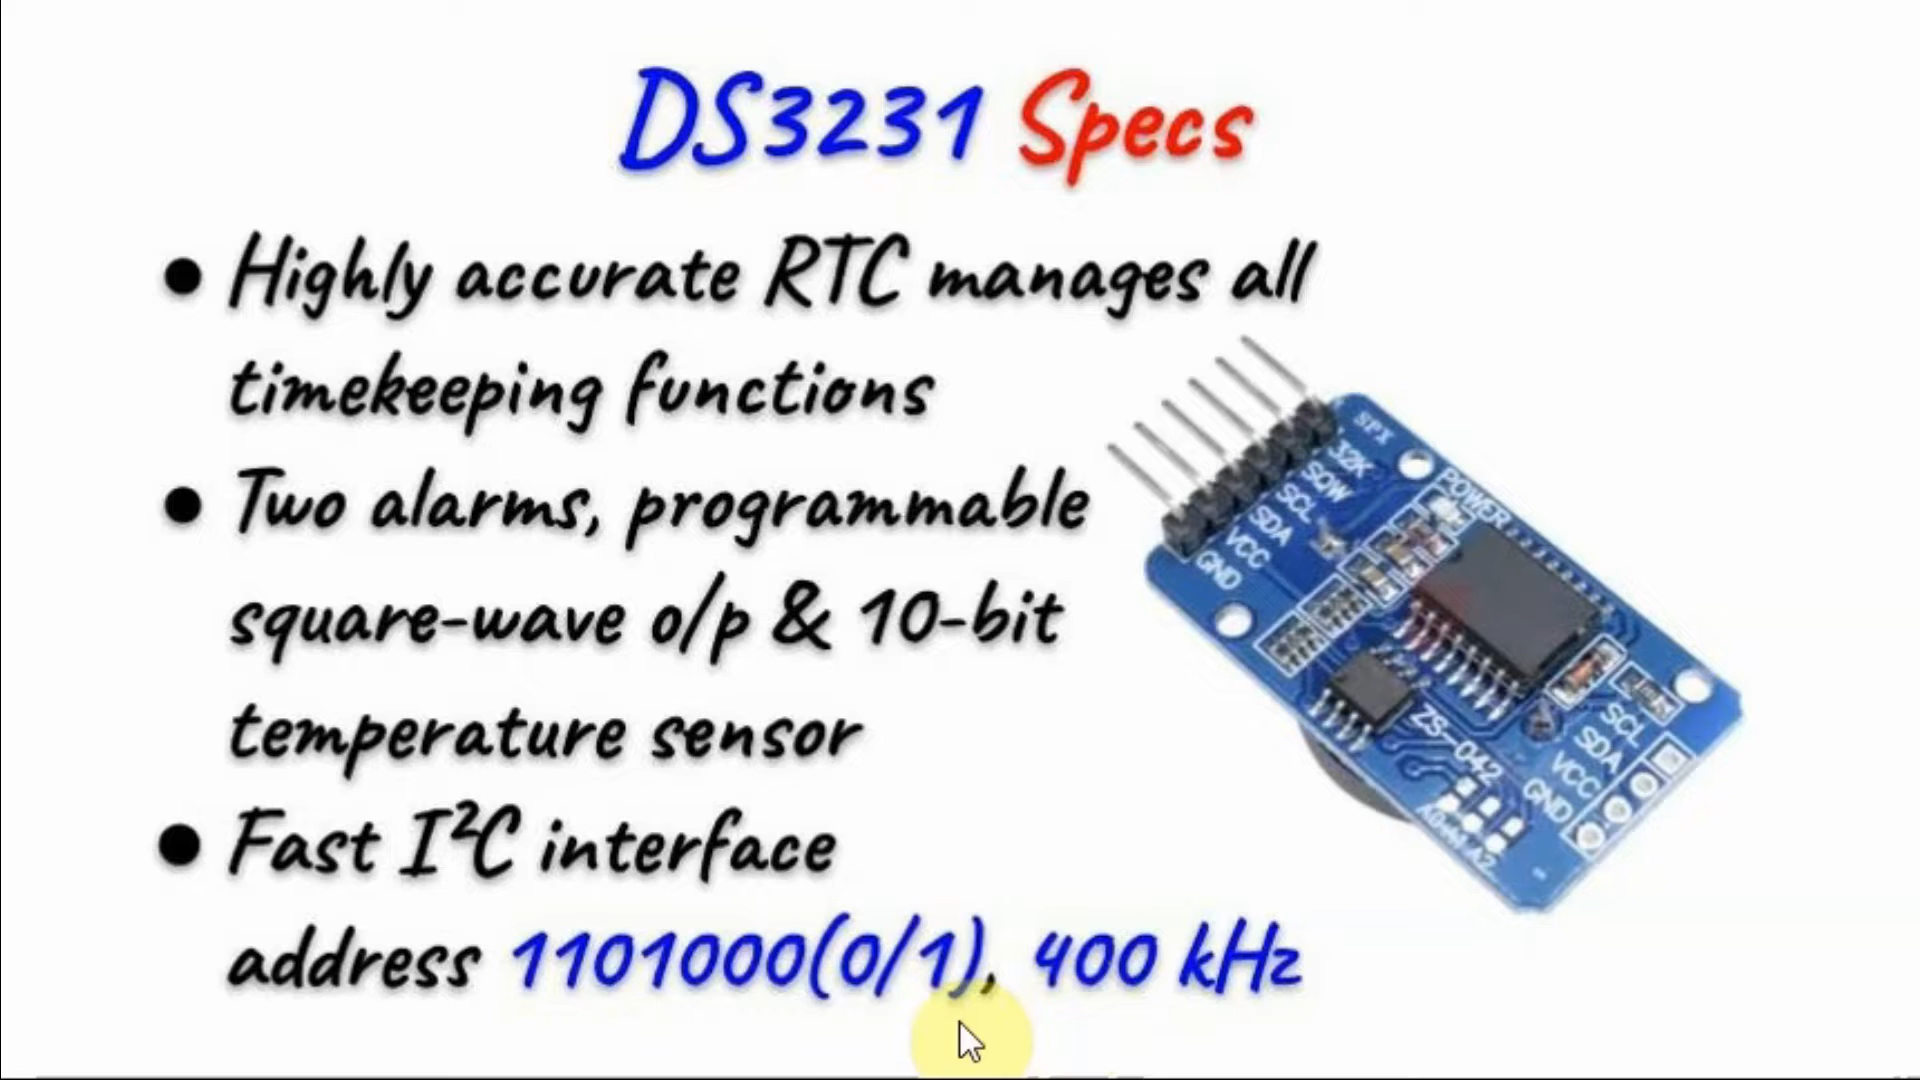 DS3231 Specs
• Highly accurate RTC manages all
timekeeping functions
• Two alarms, programmable
square-wave o/p & 10-bit
temperature sensor
• Fast I²C interface
address 1101000(0/1), 400 kHz
SPX
32K
SQW
SCL
SDA
VCC
GND
POWER
ZS-042
SCL
SDA
VCC
GND
A2